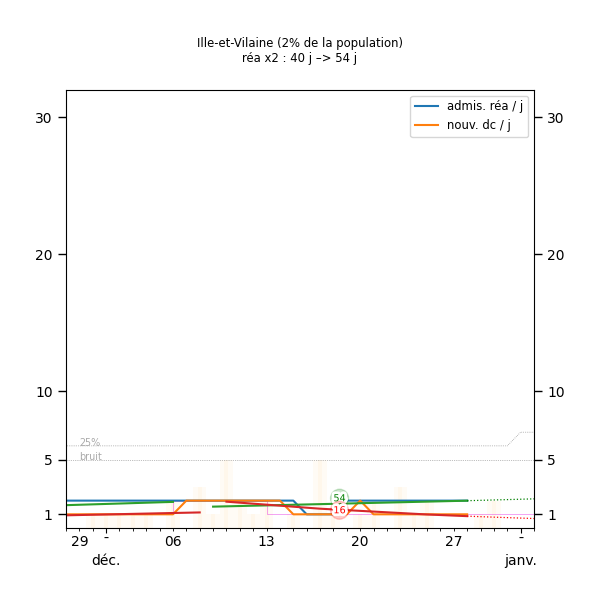 Ille-et-Vilaine (2% de la population)
réa x2 : 40 j –> 54 j
admis. réa / j
nouv. dc / j
30 30
20 20
10 10
25%
bruit
5 5
54
16
1 1
29 - 06 13 20 27 -
déc. janv.